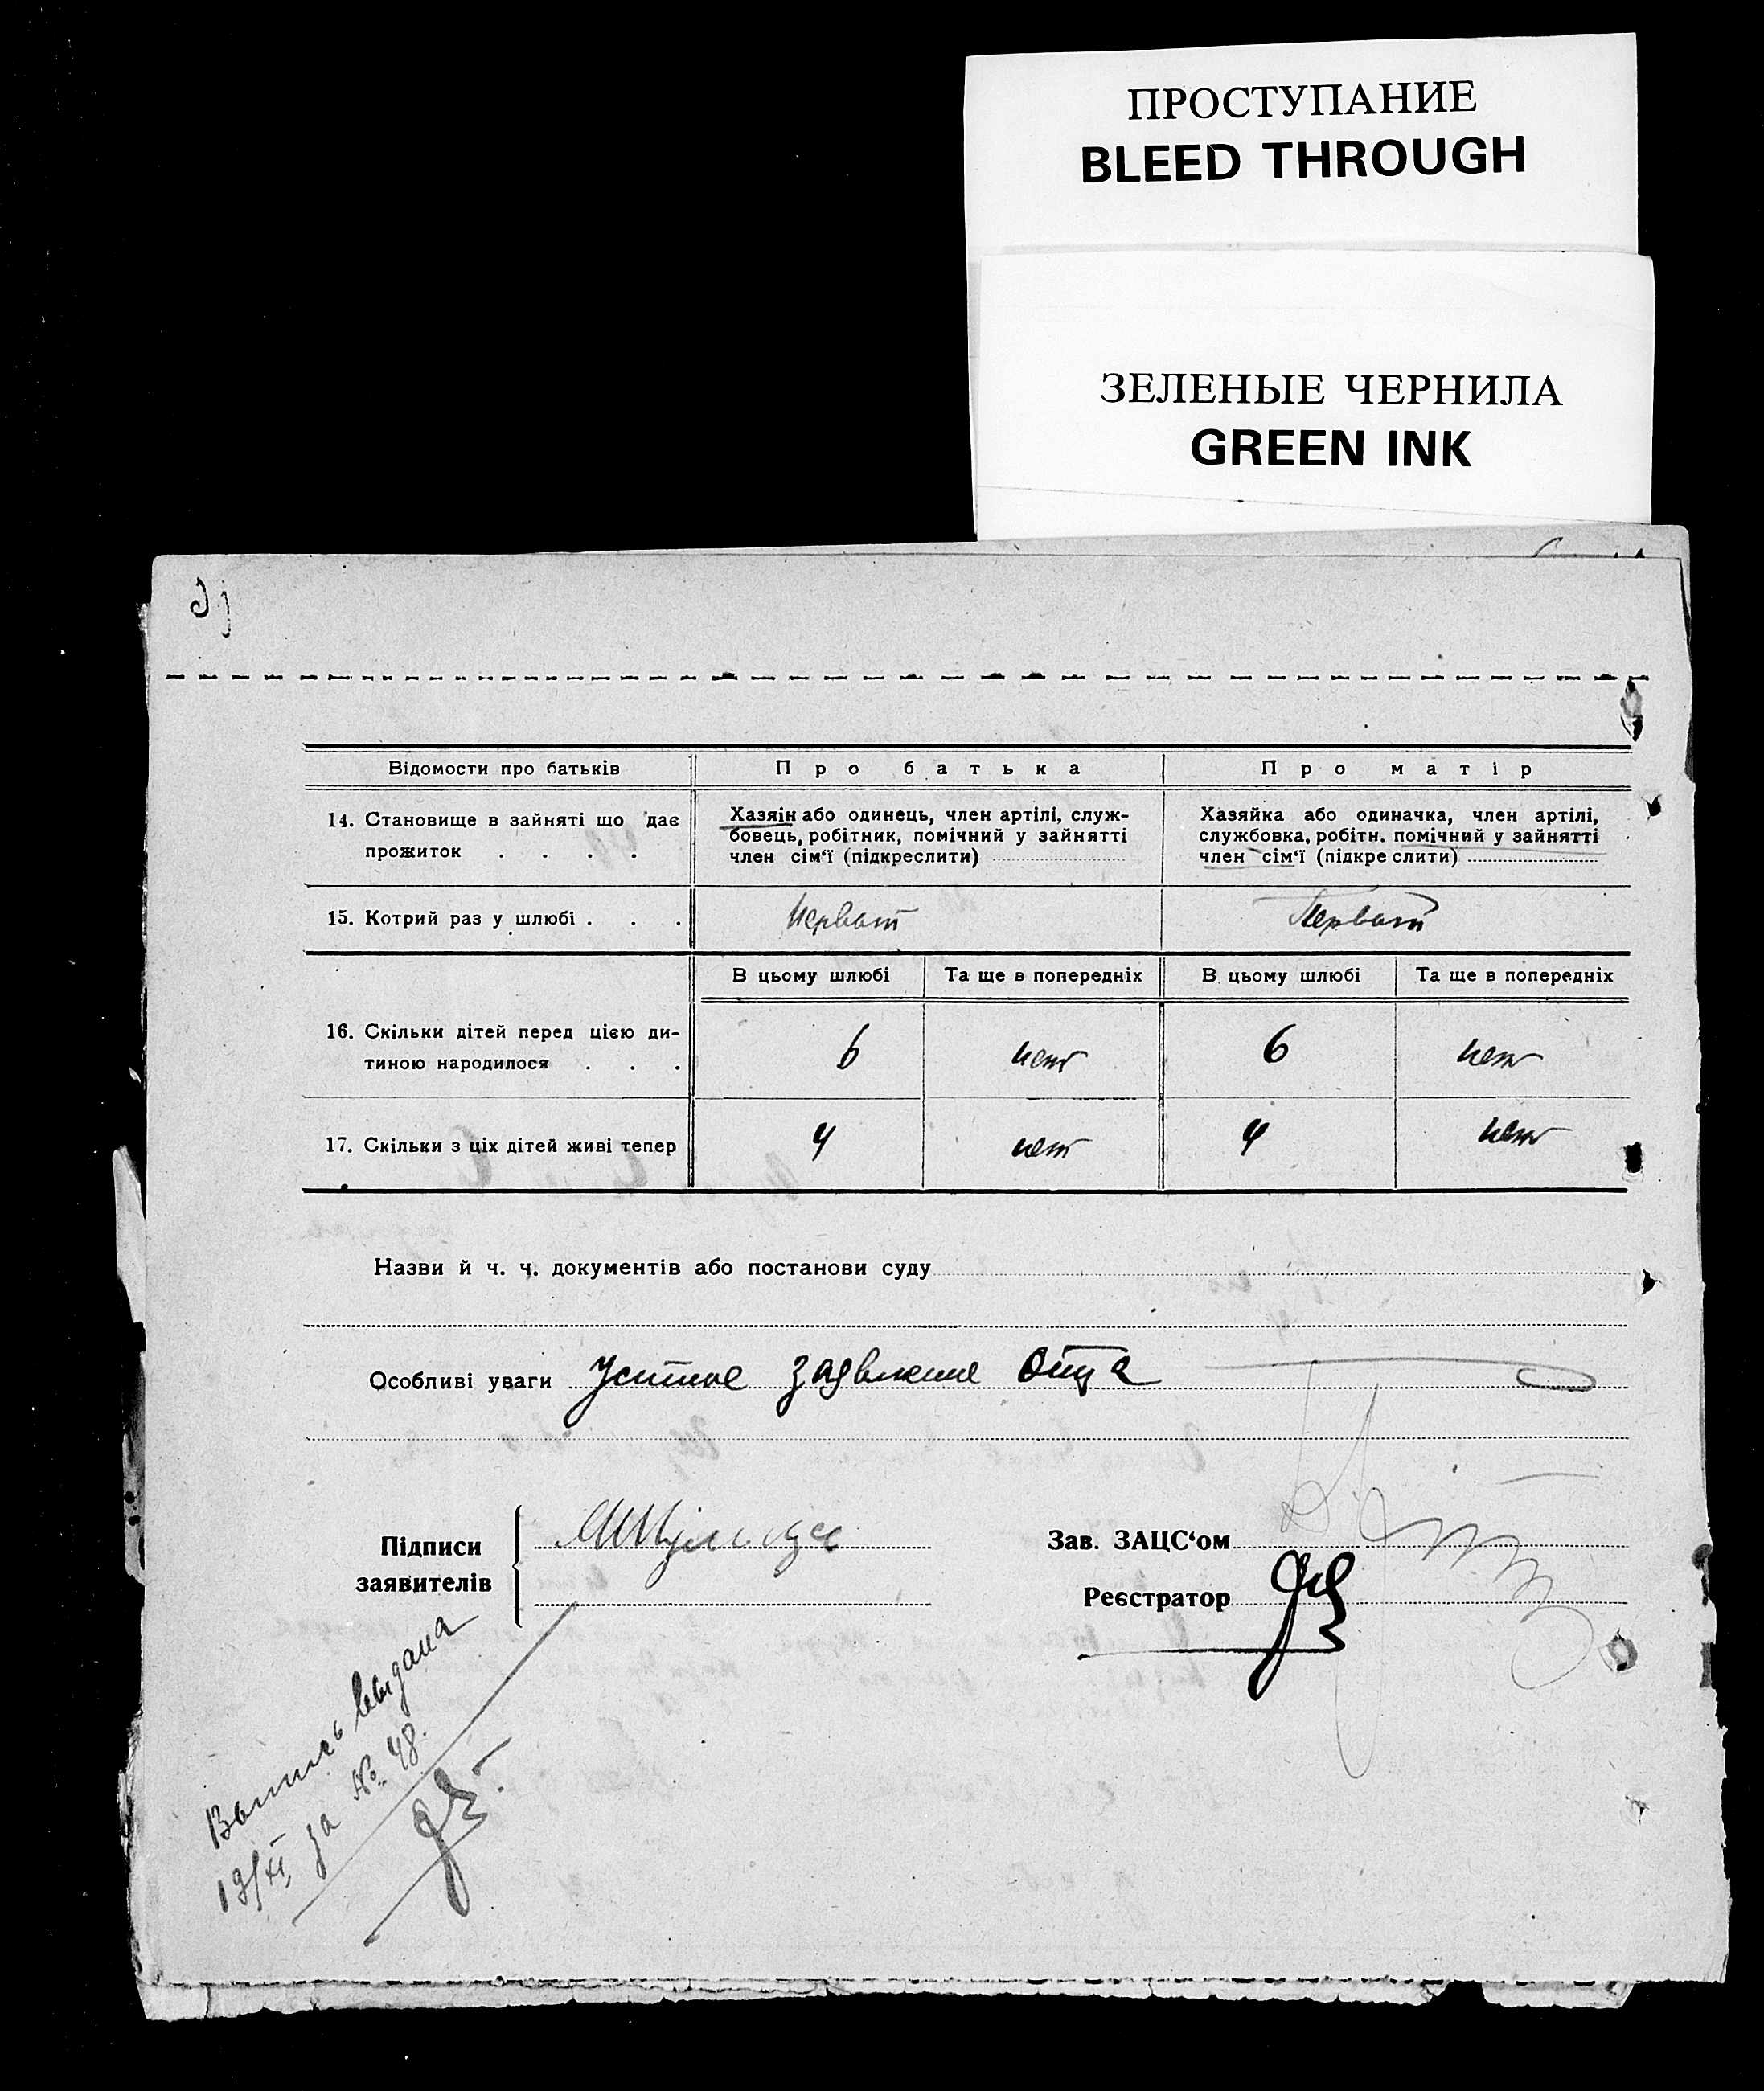 ПРОСТУПАНИЕ
BLEED THROUGH
ЗЕЛЕНЫЕ ЧЕРНИЛА
GREEN INK
Відомости про батьків
Про батька
Про матір
14. Становище в зайняті що дає
прожиток . . . .
Хазяін або одинець, член артілі, служ-
бовець, робітник, помічний у зайнятті
член сім'ї (підкреслити)
Хазяйка або одиначка, член артілі,
службовка, робітн. помічний у зайнятті
член сім'ї (підкре слити)
15. Котрий раз у шлюбі . . .
Первый
Первый
В цьому шлюбі
Та ще в попередніх
В цьому шлюбі
Та ще в попередніх
16. Скільки дітей перед цією ди-
тиною народилося . . .
6
нет
6
нет
17. Скільки з ціх дітей живі тепер
4
нет
4
нет
Назви й ч. ч. документів або постанови суду
Особливі уваги Устное заявление отца
Підписи
заявителів
Зав. ЗАЦС'ом
Реєстратор
Выпись выдана
19/XI за № 48.